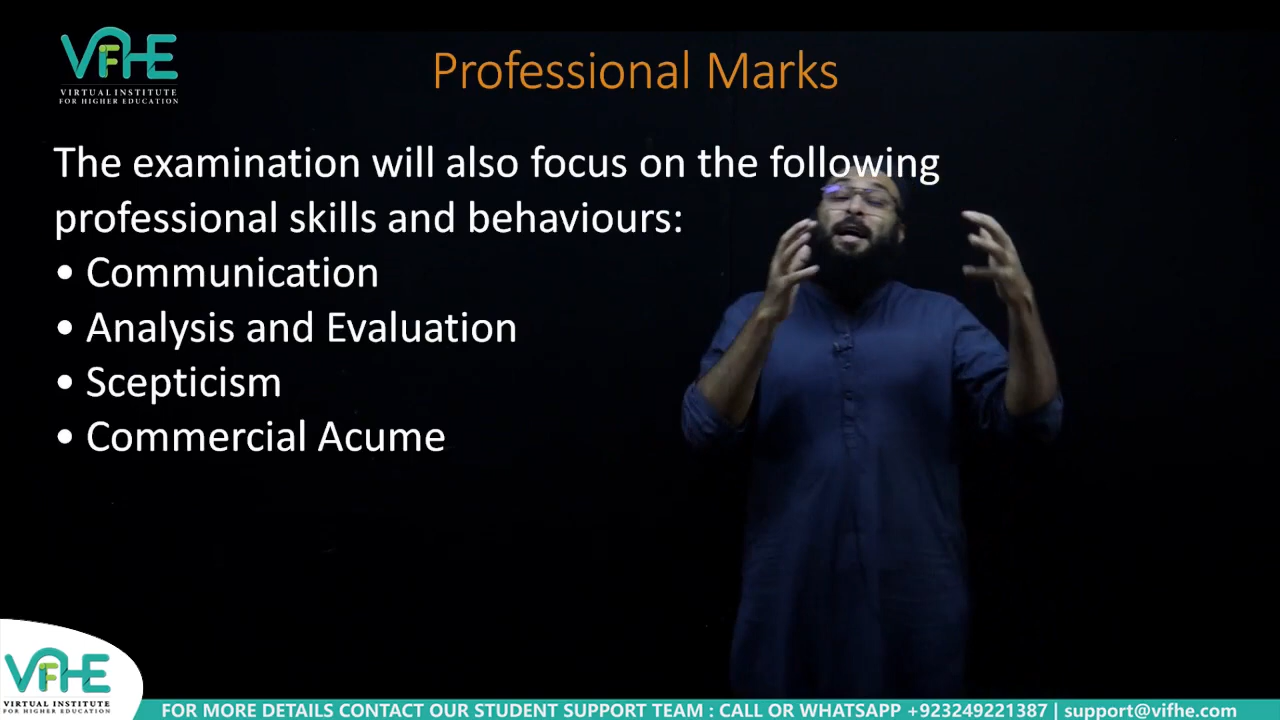 VIFHE
VIRTUAL INSTITUTE
FOR HIGHER EDUCATION
Professional Marks
The examination will also focus on the following
professional skills and behaviours:
• Communication
• Analysis and Evaluation
• Scepticism
• Commercial Acume
VIFHE
VIRTUAL INSTITUTE
FOR HIGHER EDUCATION
FOR MORE DETAILS CONTACT OUR STUDENT SUPPORT TEAM : CALL OR WHATSAPP +923249221387 | support@vifhe.com